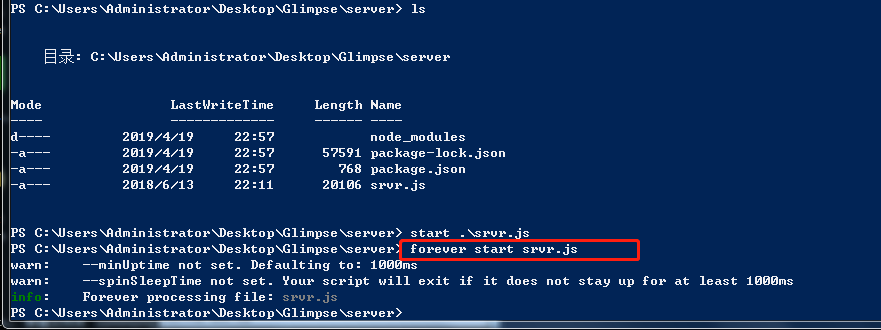 PS C:\Users\Administrator\Desktop\Glimpse\server> ls
目录: C:\Users\Administrator\Desktop\Glimpse\server
Mode                LastWriteTime     Length Name
----                -------------     ------ ----
d----         2019/4/19     22:57            node_modules
-a---         2019/4/19     22:57      57591 package-lock.json
-a---         2019/4/19     22:57        768 package.json
-a---         2018/6/13     22:11      20106 srvr.js
PS C:\Users\Administrator\Desktop\Glimpse\server> start .\srvr.js
PS C:\Users\Administrator\Desktop\Glimpse\server> forever start srvr.js
warn:    --minUptime not set. Defaulting to: 1000ms
warn:    --spinSleepTime not set. Your script will exit if it does not stay up for at least 1000ms
info:    Forever processing file: srvr.js
PS C:\Users\Administrator\Desktop\Glimpse\server>